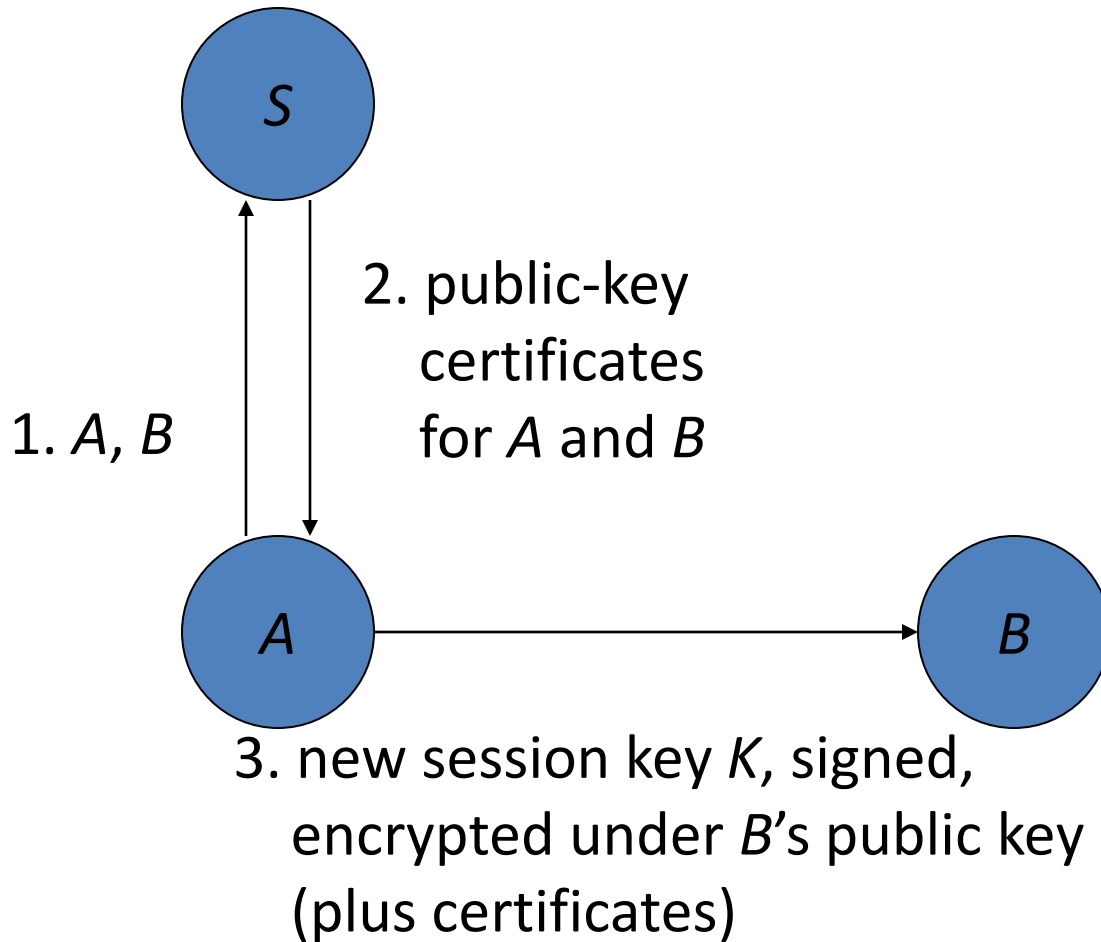 S
2. public-key
certificates
for A and B
1. A, B
A
B
3. new session key K, signed,
encrypted under B’s public key
(plus certificates)